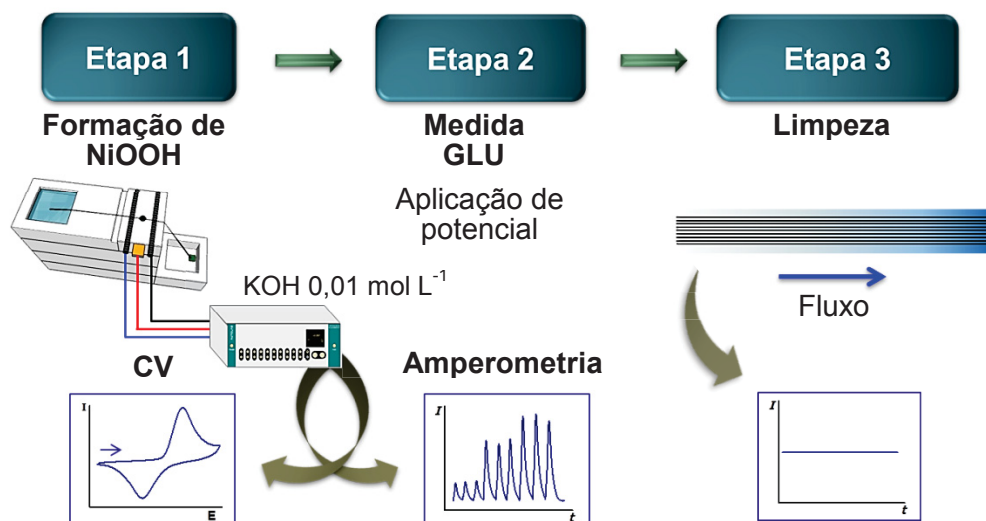 Etapa 1
Etapa 2
Etapa 3
Formação de
NiOOH
Medida
GLU
Limpeza
Aplicação de
potencial
KOH 0,01 mol L⁻¹
Fluxo
CV
Amperometria
I
E
I
t
I
t